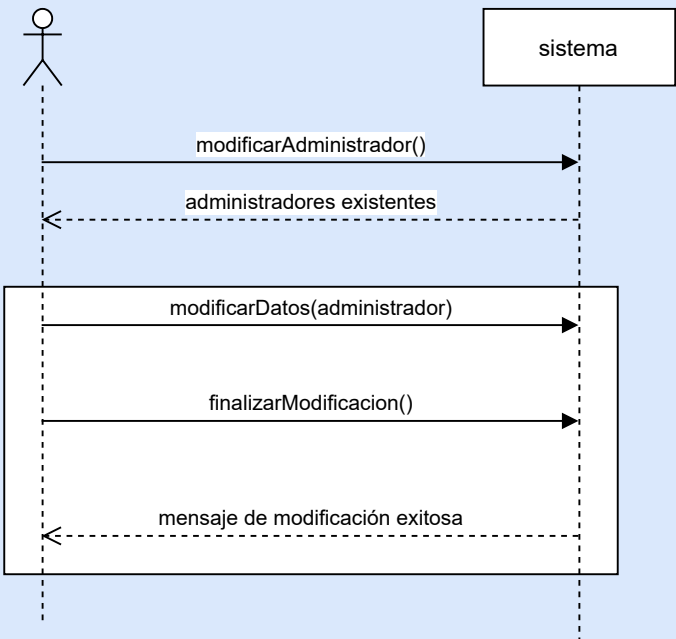 sistema
modificarAdministrador()
administradores existentes
modificarDatos(administrador)
finalizarModificacion()
mensaje de modificación exitosa